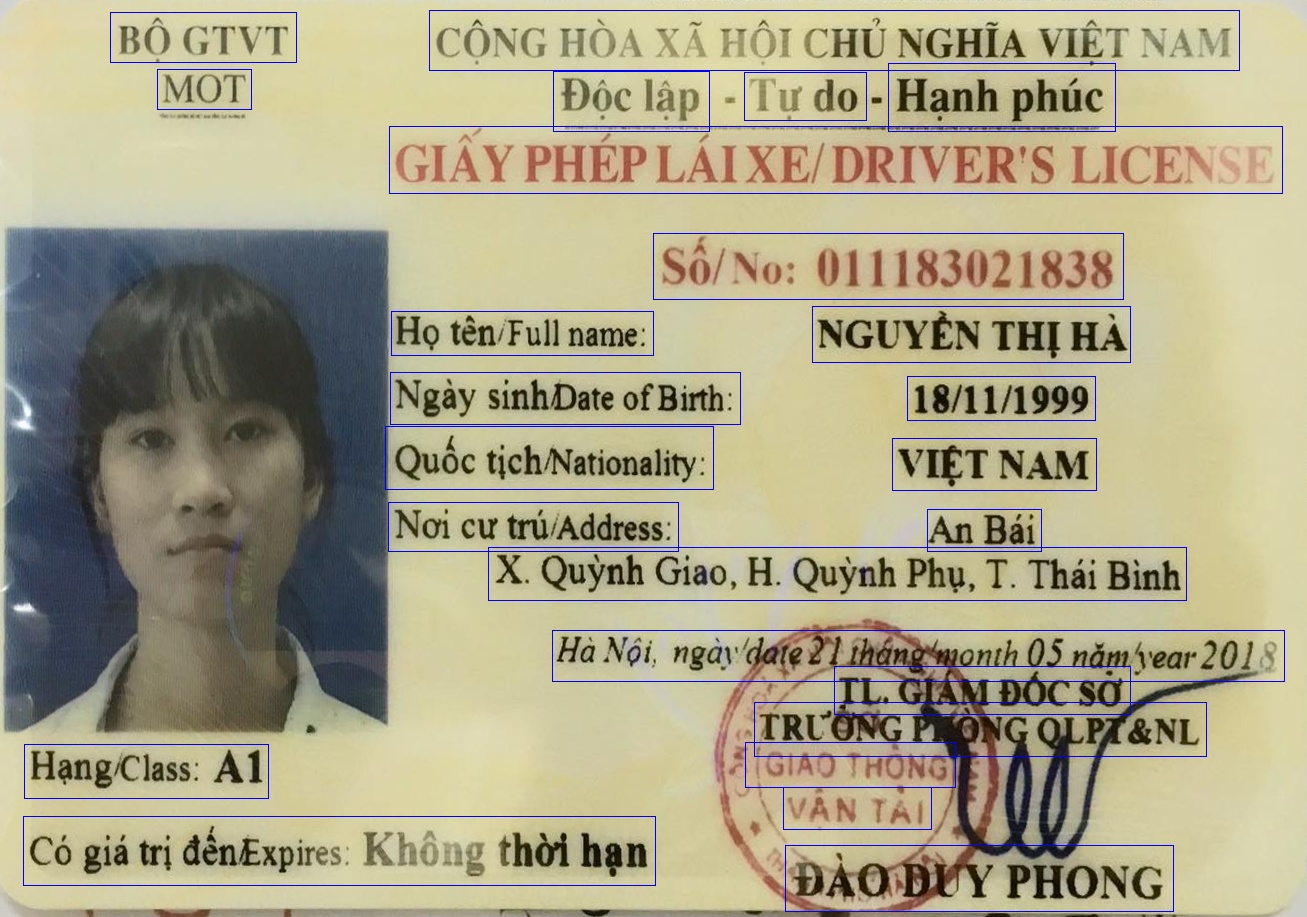 BỘ GTVT
MOT
CỘNG HÒA XÃ HỘI CHỦ NGHĨA VIỆT NAM
Độc lập - Tự do - Hạnh phúc
GIẤY PHÉP LÁI XE/ DRIVER'S LICENSE
Số/No: 011183021838
Họ tên/Full name: NGUYỄN THỊ HÀ
Ngày sinh/Date of Birth: 18/11/1999
Quốc tịch/Nationality: VIỆT NAM
Nơi cư trú/Address: An Bái
X. Quỳnh Giao, H. Quỳnh Phụ, T. Thái Bình
Hà Nội, ngày/date 21 tháng/month 05 năm/year 2018
TL. GIÁM ĐỐC SỞ
TRƯỞNG PHÒNG QLPT&NL
GIAO THÔNG
VẬN TẢI
Hạng/Class: A1
Có giá trị đến/Expires: Không thời hạn
ĐÀO DUY PHONG